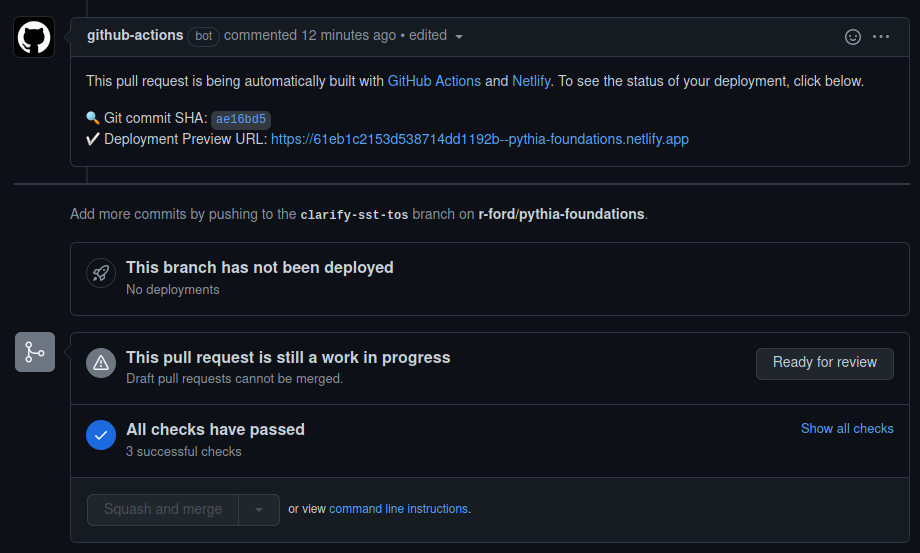 github-actions bot commented 12 minutes ago • edited
This pull request is being automatically built with GitHub Actions and Netlify. To see the status of your deployment, click below.
Git commit SHA: ae16bd5
Deployment Preview URL: https://61eb1c2153d538714dd1192b--pythia-foundations.netlify.app
Add more commits by pushing to the clarify-sst-tos branch on r-ford/pythia-foundations.
This branch has not been deployed
No deployments
This pull request is still a work in progress
Draft pull requests cannot be merged.
Ready for review
All checks have passed
3 successful checks
Show all checks
Squash and merge
or view command line instructions.